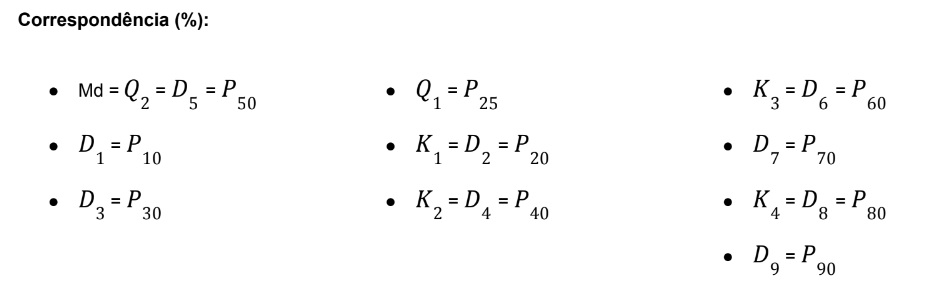 Correspondência (%):
• Md = Q₂ = D₅ = P₅₀
• D₁ = P₁₀
• D₃ = P₃₀
• Q₁ = P₂₅
• K₁ = D₂ = P₂₀
• K₂ = D₄ = P₄₀
• K₃ = D₆ = P₆₀
• D₇ = P₇₀
• K₄ = D₈ = P₈₀
• D₉ = P₉₀